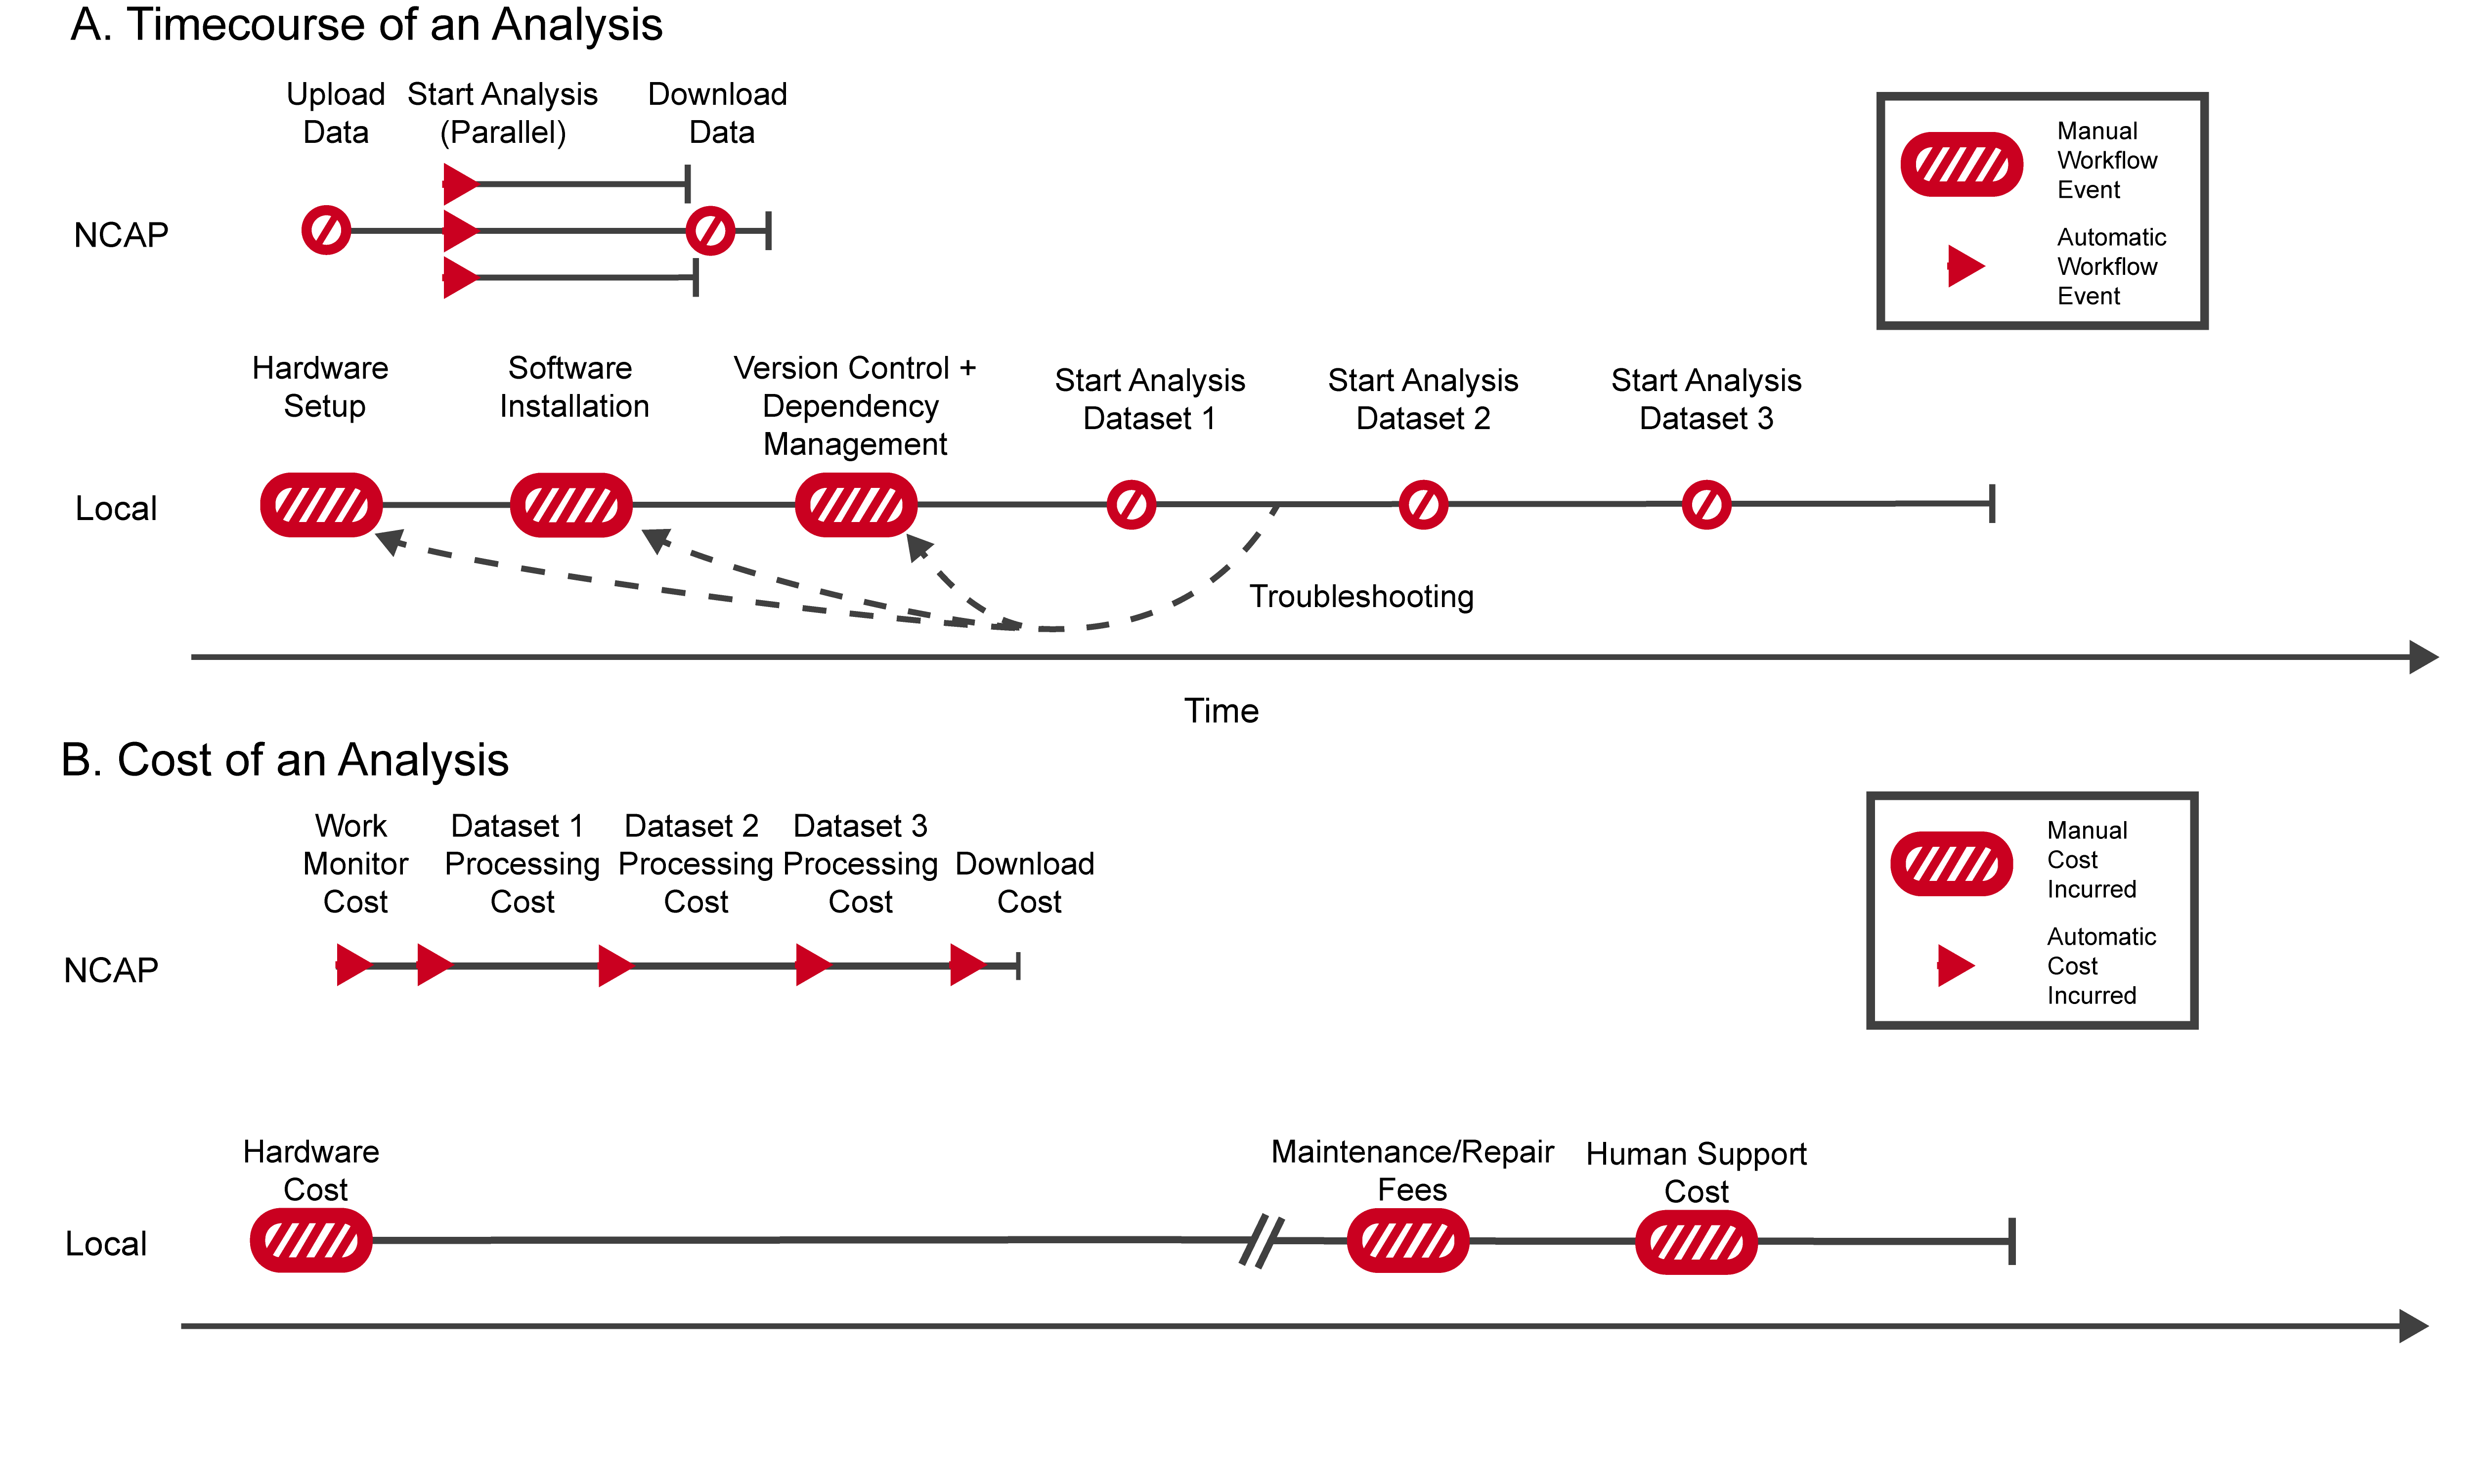 A. Timecourse of an Analysis
Upload
Data
Start Analysis
(Parallel)
Download
Data
NCAP
Manual
Workflow
Event
Automatic
Workflow
Event
Hardware
Setup
Software
Installation
Version Control +
Dependency
Management
Start Analysis
Dataset 1
Start Analysis
Dataset 2
Start Analysis
Dataset 3
Local
Troubleshooting
Time
B. Cost of an Analysis
Work
Monitor
Cost
Dataset 1
Processing
Cost
Dataset 2
Processing
Cost
Dataset 3
Processing
Cost
Download
Cost
NCAP
Manual
Cost
Incurred
Automatic
Cost
Incurred
Hardware
Cost
Maintenance/Repair
Fees
Human Support
Cost
Local